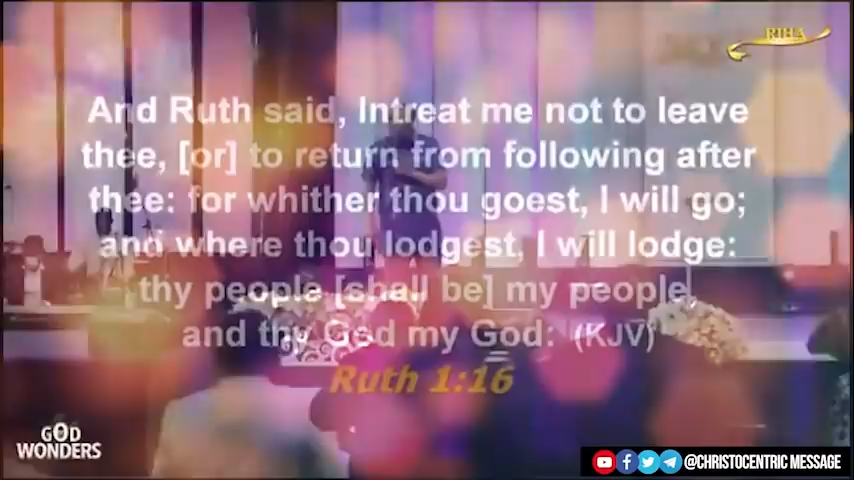 RIHA
And Ruth said, Intreat me not to leave
thee, [or] to return from following after
thee: for whither thou goest, I will go;
and where thou lodgest, I will lodge:
thy people [shall be] my people
and thy God my God: (KJV)
Ruth 1:16
GOD
WONDERS
@CHRISTOCENTRIC MESSAGE